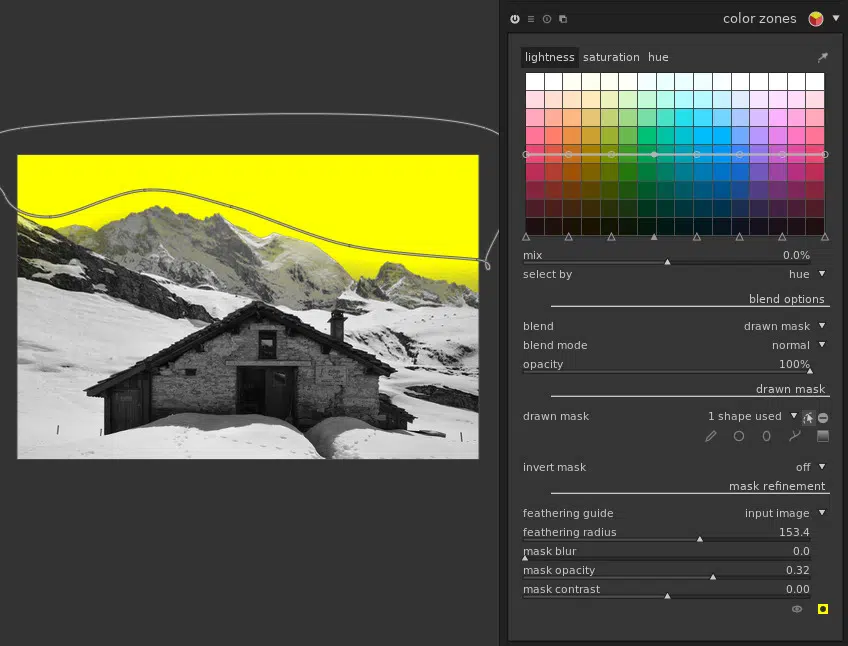 color zones
lightness saturation hue
mix 0.0%
select by hue
blend options
blend drawn mask
blend mode normal
opacity 100%
drawn mask
drawn mask 1 shape used
invert mask off
mask refinement
feathering guide input image
feathering radius 153.4
mask blur 0.0
mask opacity 0.32
mask contrast 0.00